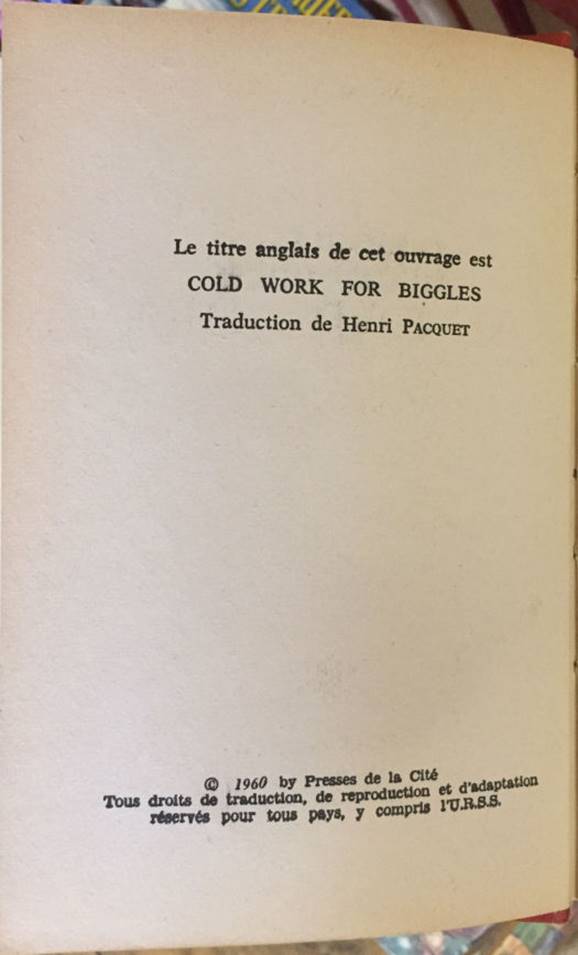 Le titre anglais de cet ouvrage est
COLD WORK FOR BIGGLES
Traduction de Henri PACQUET
© 1960 by Presses de la Cité
Tous droits de traduction, de reproduction et d'adaptation
réservés pour tous pays, y compris l'U.R.S.S.